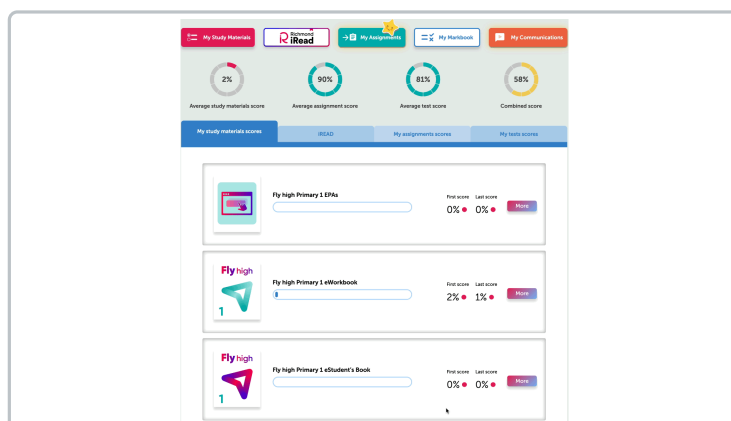 My Study Materials
Richmond
iRead
My Assignments
My Markbook
My Communications
2%
90%
81%
58%
Average study materials score
Average assignment score
Average test score
Combined score
My study materials scores
iREAD
My assignments scores
My tests scores
Fly high Primary 1 EPAs
First score
Last score
0%
0%
More
Fly high
1
Fly high Primary 1 eWorkbook
First score
Last score
2%
1%
More
Fly high
1
Fly high Primary 1 eStudent's Book
First score
Last score
0%
0%
More